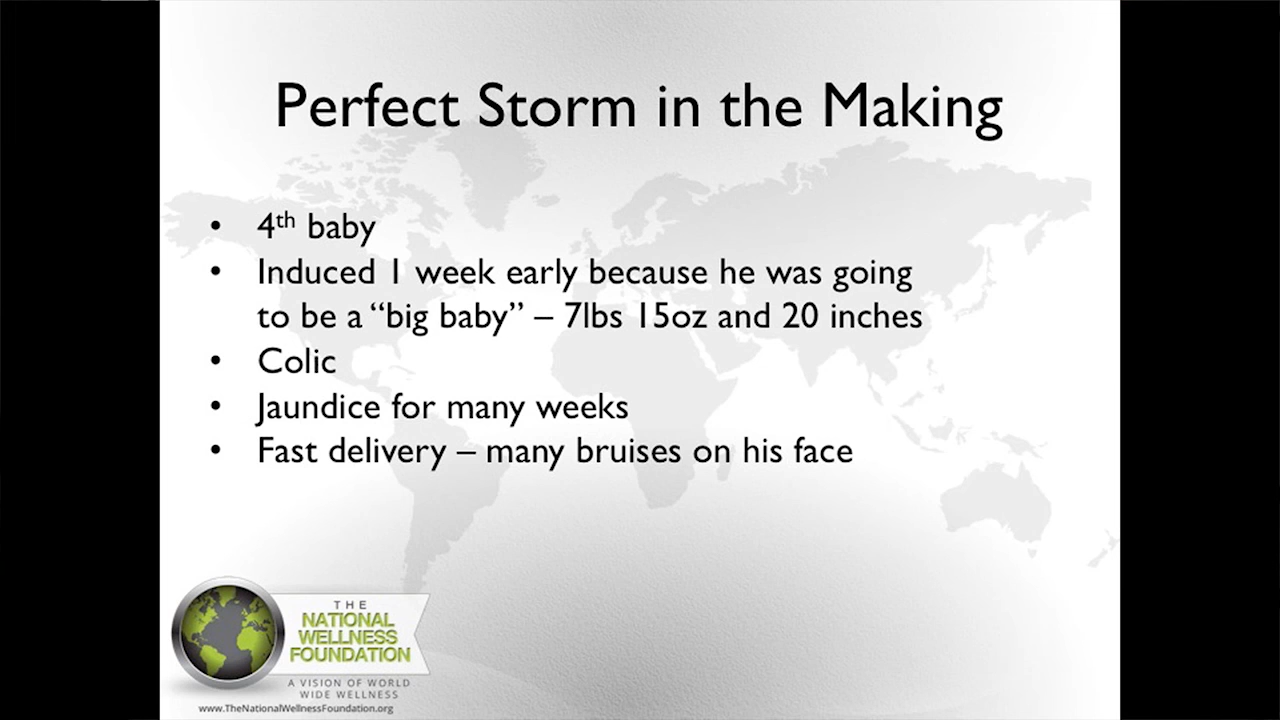 Perfect Storm in the Making
• 4th baby
• Induced 1 week early because he was going
to be a “big baby” – 7lbs 15oz and 20 inches
• Colic
• Jaundice for many weeks
• Fast delivery – many bruises on his face
THE
NATIONAL
WELLNESS
FOUNDATION
A VISION OF WORLD
WIDE WELLNESS
www.TheNationalWellnessFoundation.org